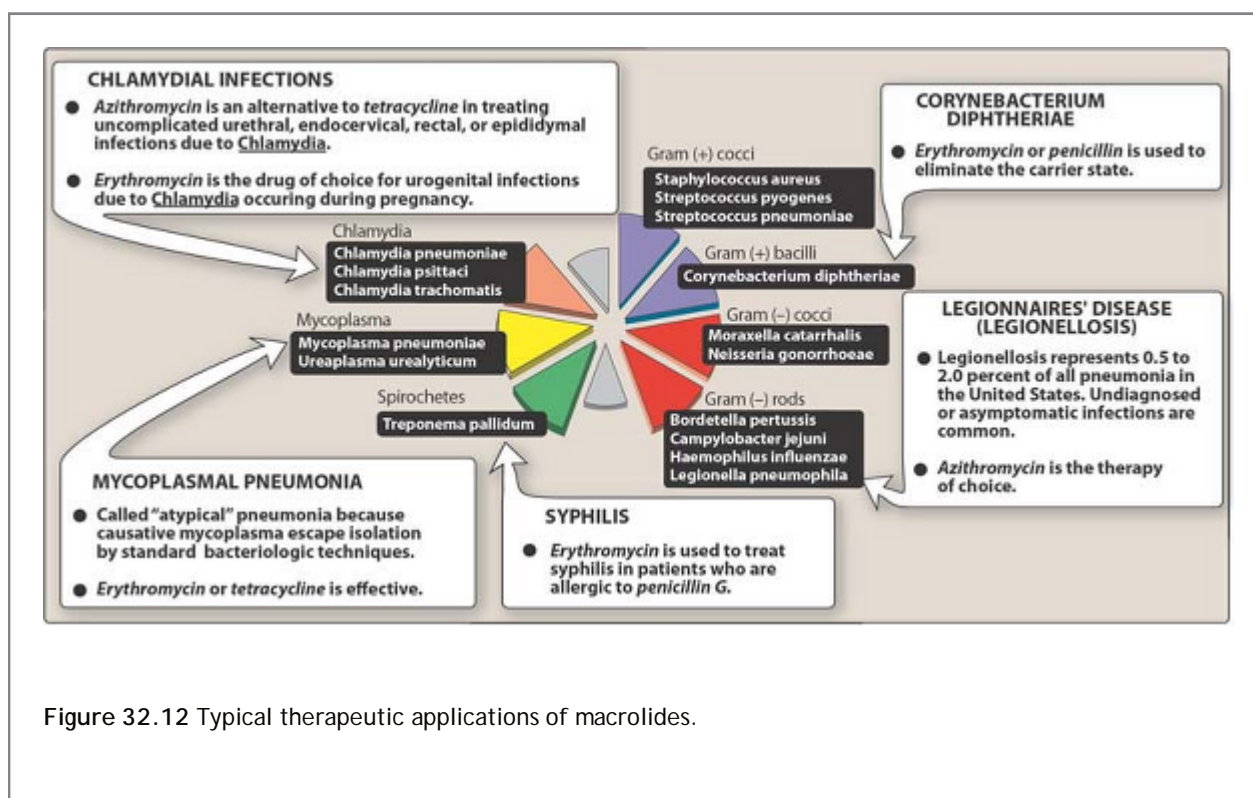 CHLAMYDIAL INFECTIONS
● Azithromycin is an alternative to tetracycline in treating
uncomplicated urethral, endocervical, rectal, or epididymal
infections due to Chlamydia.
● Erythromycin is the drug of choice for urogenital infections
due to Chlamydia occuring during pregnancy.
CORYNEBACTERIUM
DIPHTHERIAE
● Erythromycin or penicillin is used to
eliminate the carrier state.
Gram (+) cocci
Staphylococcus aureus
Streptococcus pyogenes
Streptococcus pneumoniae
Gram (+) bacilli
Corynebacterium diphtheriae
Gram (–) cocci
Moraxella catarrhalis
Neisseria gonorrhoeae
Gram (–) rods
Bordetella pertussis
Campylobacter jejuni
Haemophilus influenzae
Legionella pneumophila
Chlamydia
Chlamydia pneumoniae
Chlamydia psittaci
Chlamydia trachomatis
Mycoplasma
Mycoplasma pneumoniae
Ureaplasma urealyticum
Spirochetes
Treponema pallidum
LEGIONNAIRES' DISEASE
(LEGIONELLOSIS)
● Legionellosis represents 0.5 to
2.0 percent of all pneumonia in
the United States. Undiagnosed
or asymptomatic infections are
common.
● Azithromycin is the therapy
of choice.
MYCOPLASMAL PNEUMONIA
● Called "atypical" pneumonia because
causative mycoplasma escape isolation
by standard bacteriologic techniques.
● Erythromycin or tetracycline is effective.
SYPHILIS
● Erythromycin is used to treat
syphilis in patients who are
allergic to penicillin G.
Figure 32.12 Typical therapeutic applications of macrolides.